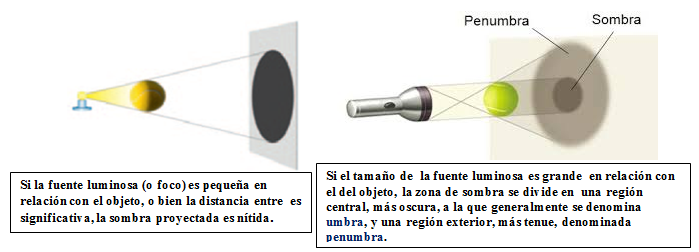 Penumbra
Sombra
Si la fuente luminosa (o foco) es pequeña en
relación con el objeto, o bien la distancia entre es
significativa, la sombra proyectada es nítida.
Si el tamaño de la fuente luminosa es grande en relación con
el del objeto, la zona de sombra se divide en una región
central, más oscura, a la que generalmente se denomina
umbra, y una región exterior, más tenue, denominada
penumbra.